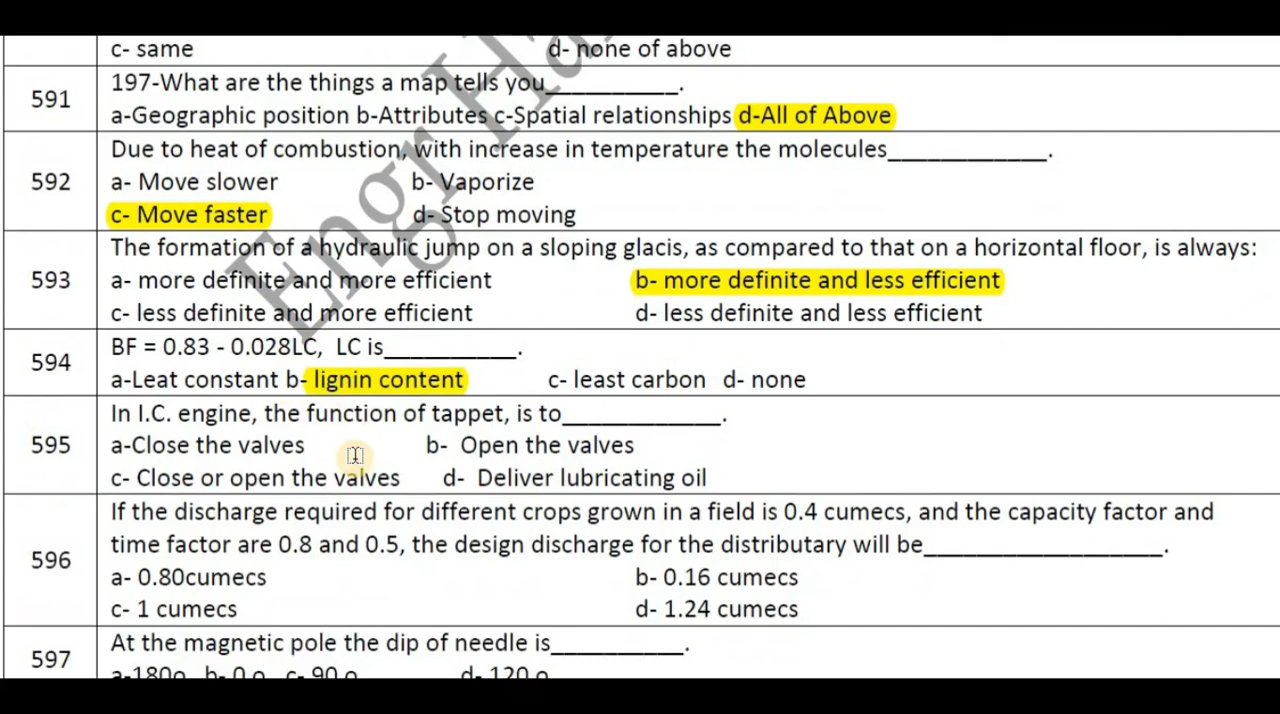 c- same d- none of above
591 197-What are the things a map tells you__________.
a-Geographic position b-Attributes c-Spatial relationships d-All of Above
592 Due to heat of combustion, with increase in temperature the molecules____________.
a- Move slower b- Vaporize
c- Move faster d- Stop moving
593 The formation of a hydraulic jump on a sloping glacis, as compared to that on a horizontal floor, is always:
a- more definite and more efficient b- more definite and less efficient
c- less definite and more efficient d- less definite and less efficient
594 BF = 0.83 - 0.028LC, LC is__________.
a-Leat constant b- lignin content c- least carbon d- none
595 In I.C. engine, the function of tappet, is to____________.
a-Close the valves b- Open the valves
c- Close or open the valves d- Deliver lubricating oil
596 If the discharge required for different crops grown in a field is 0.4 cumecs, and the capacity factor and
time factor are 0.8 and 0.5, the design discharge for the distributary will be__________________.
a- 0.80cumecs b- 0.16 cumecs
c- 1 cumecs d- 1.24 cumecs
597 At the magnetic pole the dip of needle is__________.
a-180o b- 0 o c- 90 o d- 120 o
Engr